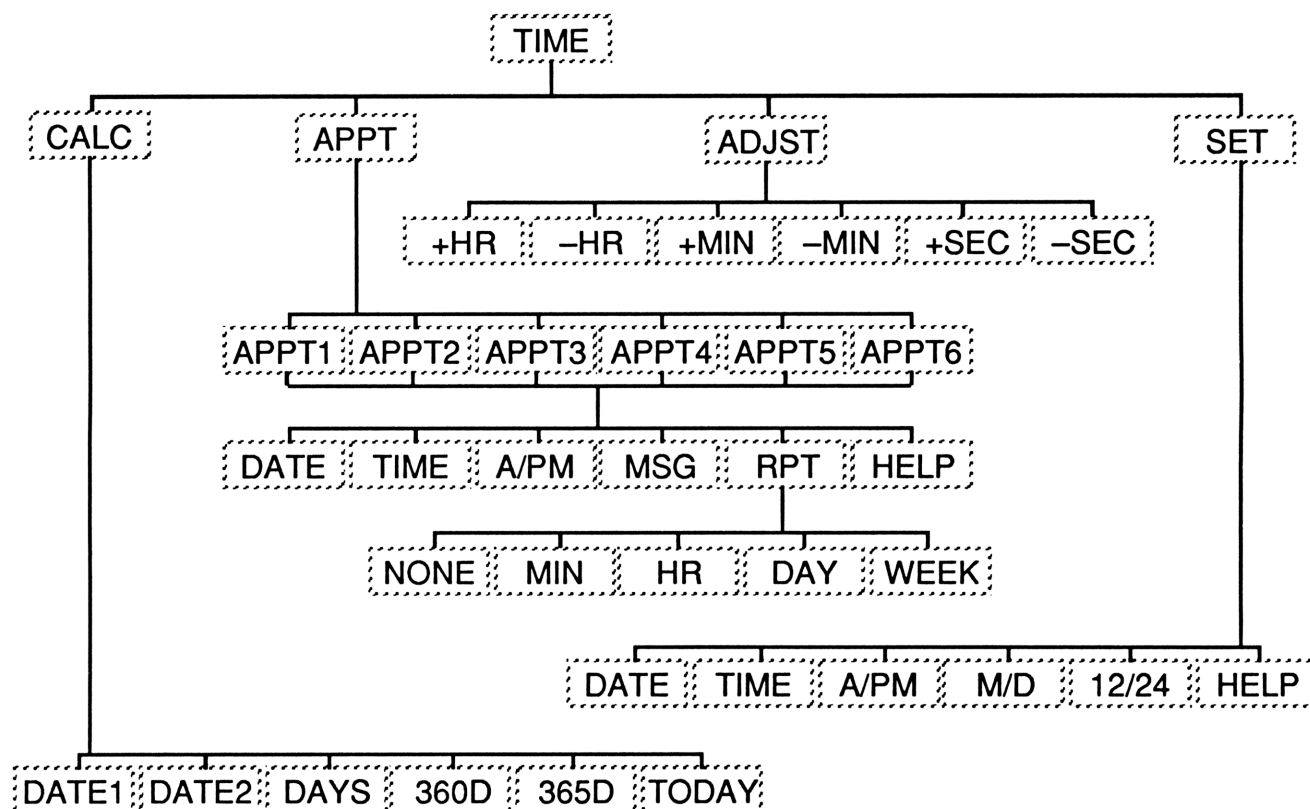 TIME
CALC APPT ADJST SET
+HR –HR +MIN –MIN +SEC –SEC
APPT1 APPT2 APPT3 APPT4 APPT5 APPT6
DATE TIME A/PM MSG RPT HELP
NONE MIN HR DAY WEEK
DATE TIME A/PM M/D 12/24 HELP
DATE1 DATE2 DAYS 360D 365D TODAY